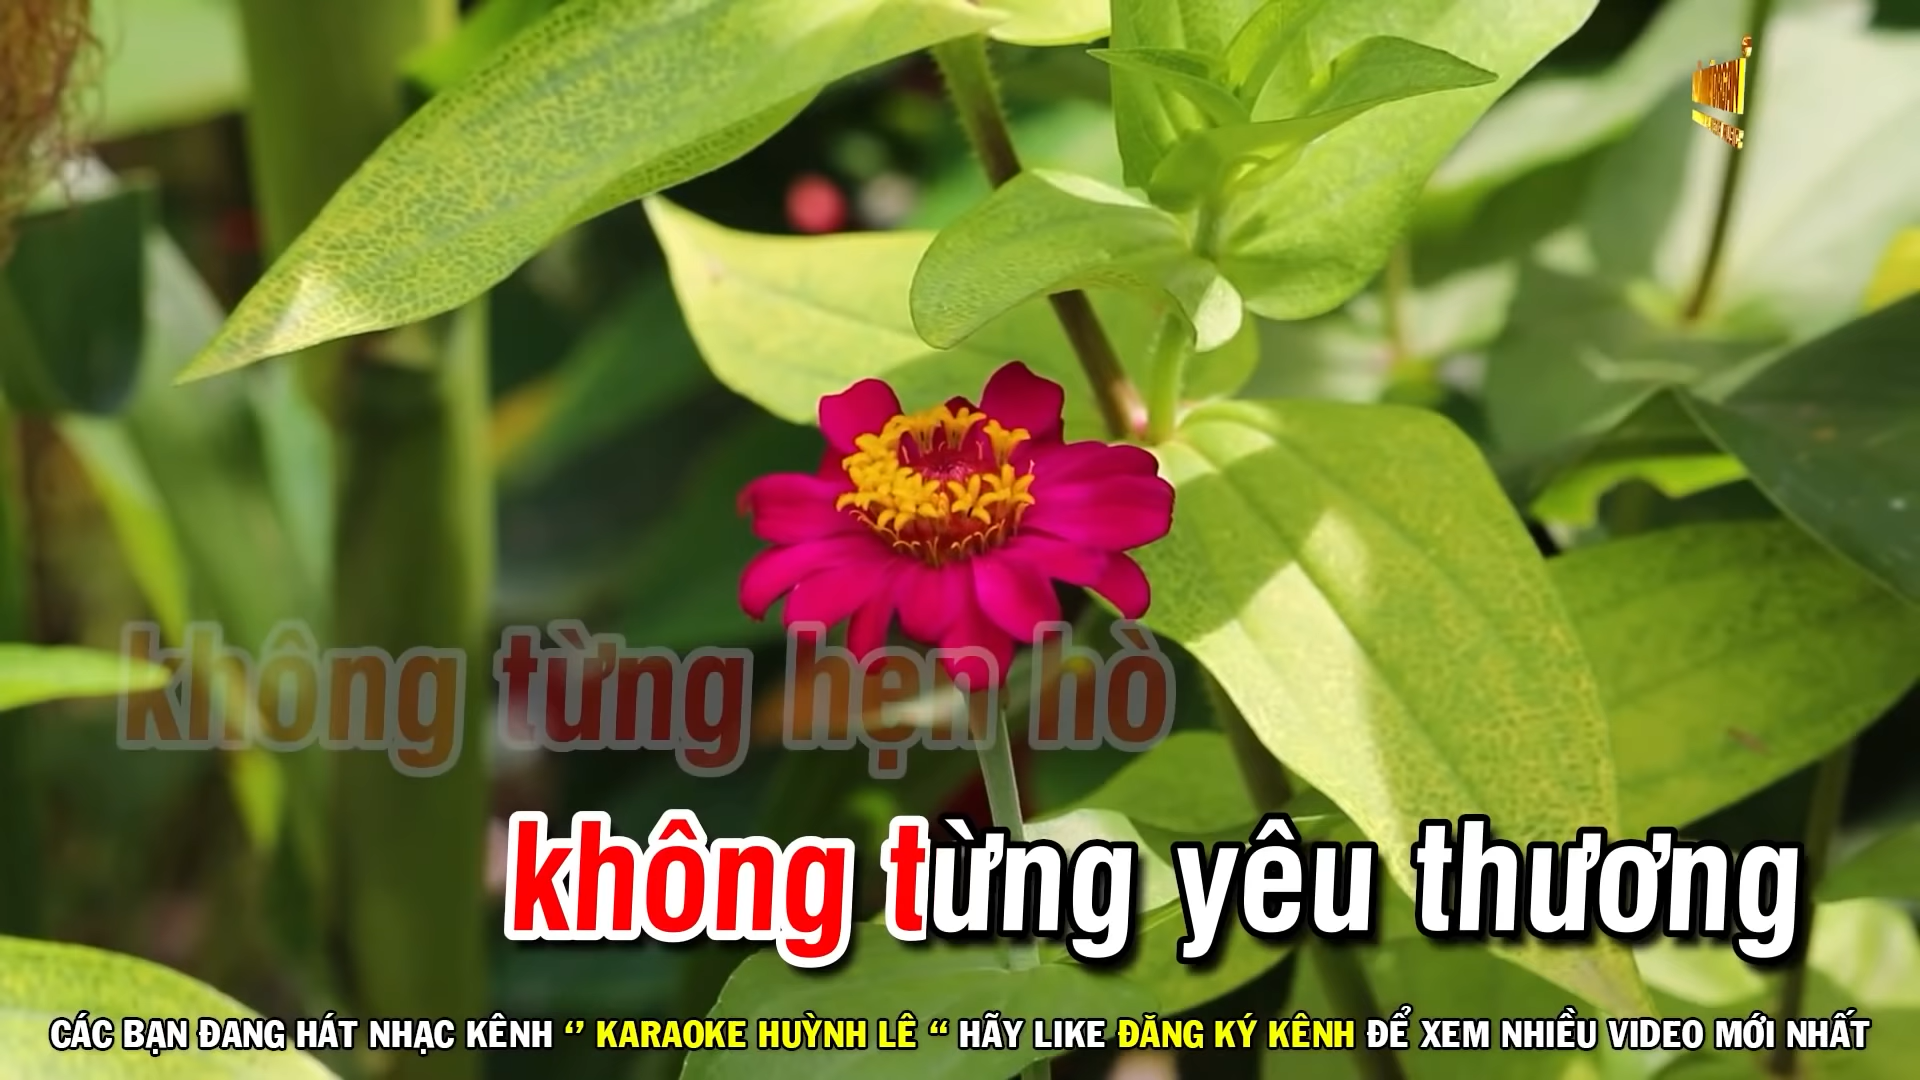 không từng hẹn hò
không từng yêu thương
CÁC BẠN ĐANG HÁT NHẠC KÊNH ‘’ KARAOKE HUỲNH LÊ “ HÃY LIKE ĐĂNG KÝ KÊNH ĐỂ XEM NHIỀU VIDEO MỚI NHẤT